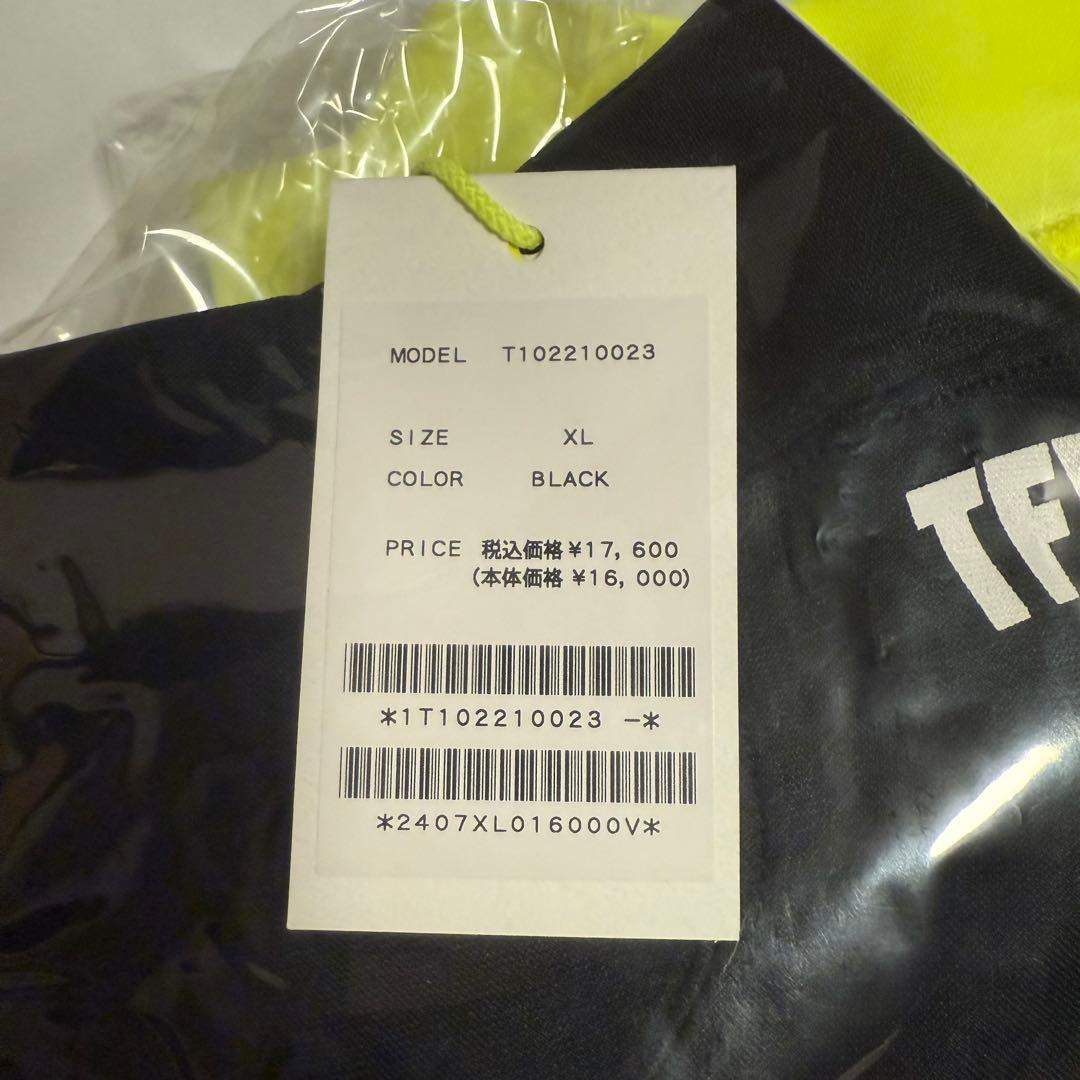 MODEL T102210023
SIZE XL
COLOR BLACK
PRICE 税込価格 ¥17,600
(本体価格 ¥16,000)
*1T102210023 -*
*2407XL016000V*